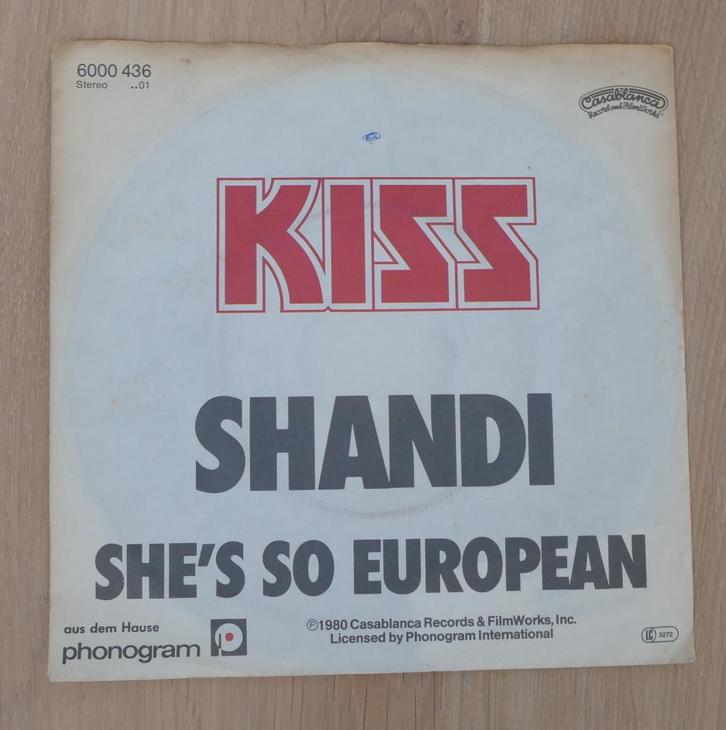 6000 436
Stereo ..01
Casablanca
Record and FilmWorks
KISS
SHANDI
SHE'S SO EUROPEAN
aus dem Hause
phonogram
℗1980 Casablanca Records & FilmWorks, Inc.
Licensed by Phonogram International
LC 3272